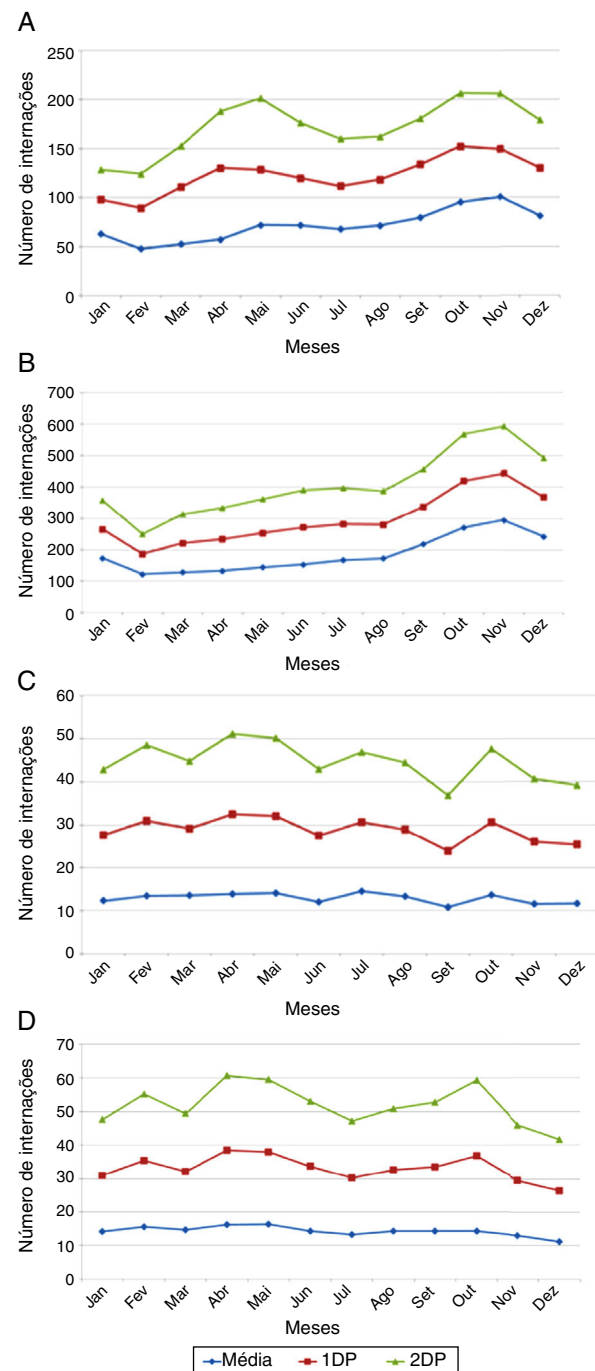 A
Número de internações
250
200
150
100
50
0
Jan Fev Mar Abr Mai Jun Jul Ago Set Out Nov Dez
Meses
B
Número de internações
700
600
500
400
300
200
100
0
Jan Fev Mar Abr Mai Jun Jul Ago Set Out Nov Dez
Meses
C
Número de internações
60
50
40
30
20
10
0
Jan Fev Mar Abr Mai Jun Jul Ago Set Out Nov Dez
Meses
D
Número de internações
70
60
50
40
30
20
10
0
Jan Fev Mar Abr Mai Jun Jul Ago Set Out Nov Dez
Meses
Média 1DP 2DP